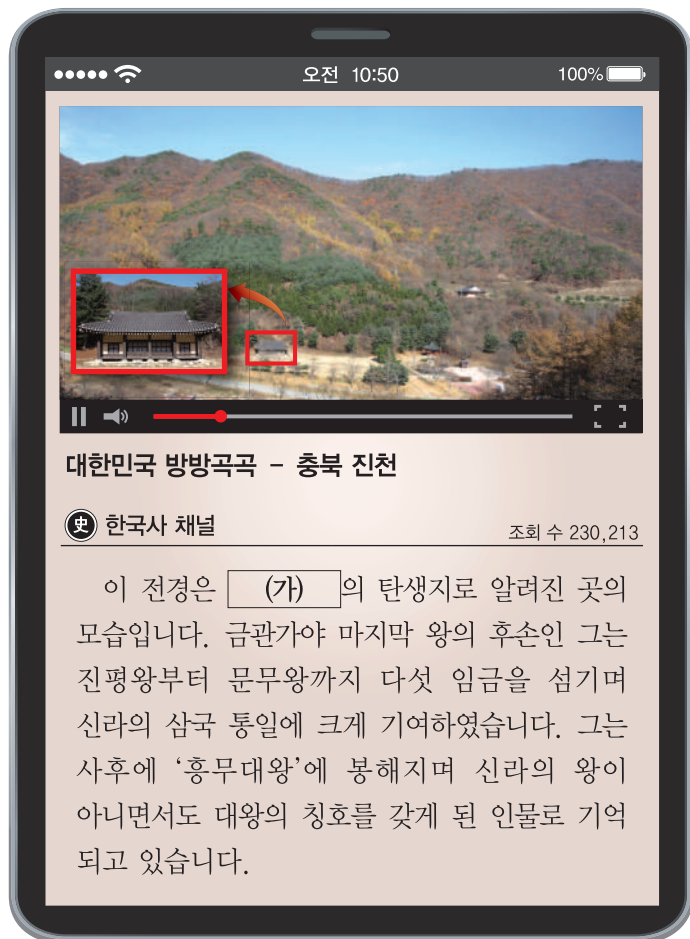 오전 10:50
100%
대한민국 방방곡곡 - 충북 진천
史 한국사 채널
조회 수 230,213
이 전경은 (가) 의 탄생지로 알려진 곳의
모습입니다. 금관가야 마지막 왕의 후손인 그는
진평왕부터 문무왕까지 다섯 임금을 섬기며
신라의 삼국 통일에 크게 기여하였습니다. 그는
사후에 ‘흥무대왕’에 봉해지며 신라의 왕이
아니면서도 대왕의 칭호를 갖게 된 인물로 기억
되고 있습니다.